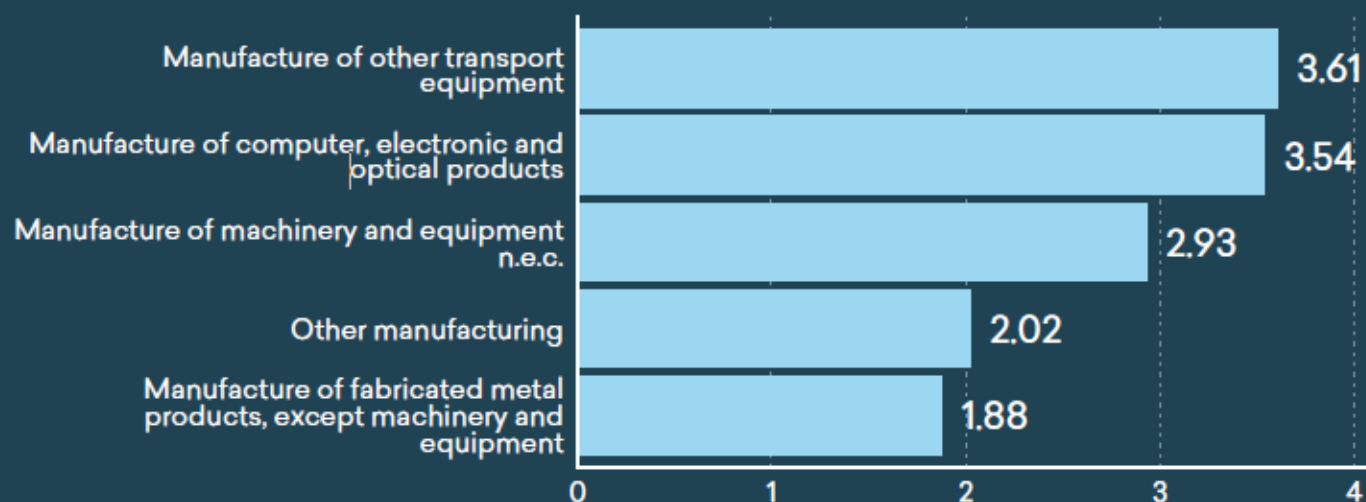 Manufacture of other transport
equipment
3.61
Manufacture of computer, electronic and
optical products
3.54
Manufacture of machinery and equipment
n.e.c.
2.93
Other manufacturing
2.02
Manufacture of fabricated metal
products, except machinery and
equipment
1.88
0 1 2 3 4